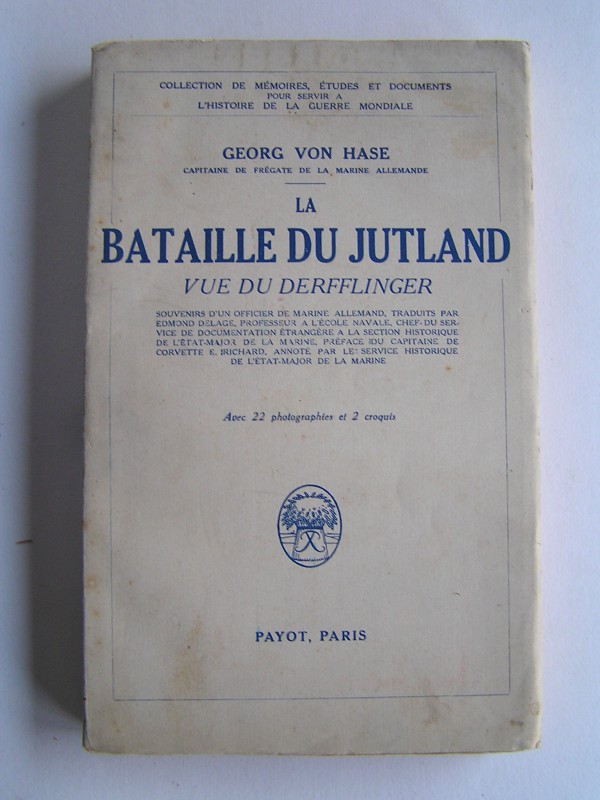 COLLECTION DE MÉMOIRES, ÉTUDES ET DOCUMENTS
POUR SERVIR A
L'HISTOIRE DE LA GUERRE MONDIALE
GEORG VON HASE
CAPITAINE DE FRÉGATE DE LA MARINE ALLEMANDE
LA
BATAILLE DU JUTLAND
VUE DU DERFFLINGER
SOUVENIRS D'UN OFFICIER DE MARINE ALLEMAND, TRADUITS PAR
EDMOND DELAGE, PROFESSEUR A L'ÉCOLE NAVALE, CHEF-DU SER-
VICE DE DOCUMENTATION ÉTRANGÈRE A LA SECTION HISTORIQUE
DE L'ÉTAT-MAJOR DE LA MARINE, PRÉFACE DU CAPITAINE DE
CORVETTE E. RICHARD, ANNOTÉ PAR LE SERVICE HISTORIQUE
DE L'ÉTAT-MAJOR DE LA MARINE
Avec 22 photographies et 2 croquis
PAYOT, PARIS